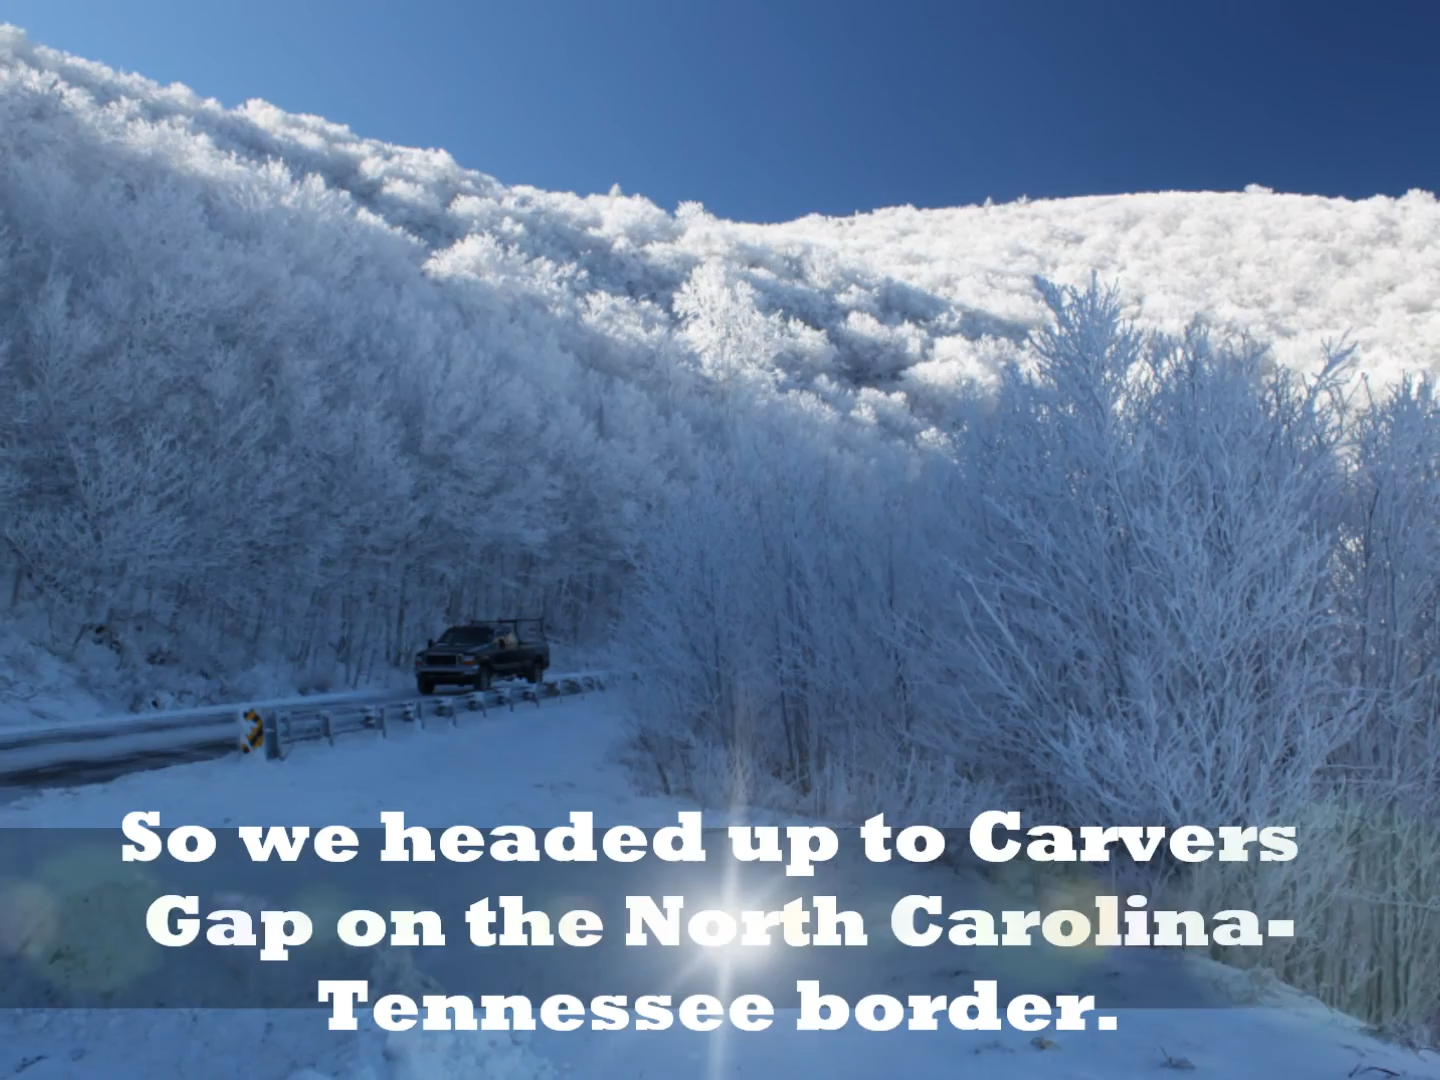 So we headed up to Carvers
Gap on the North Carolina-
Tennessee border.